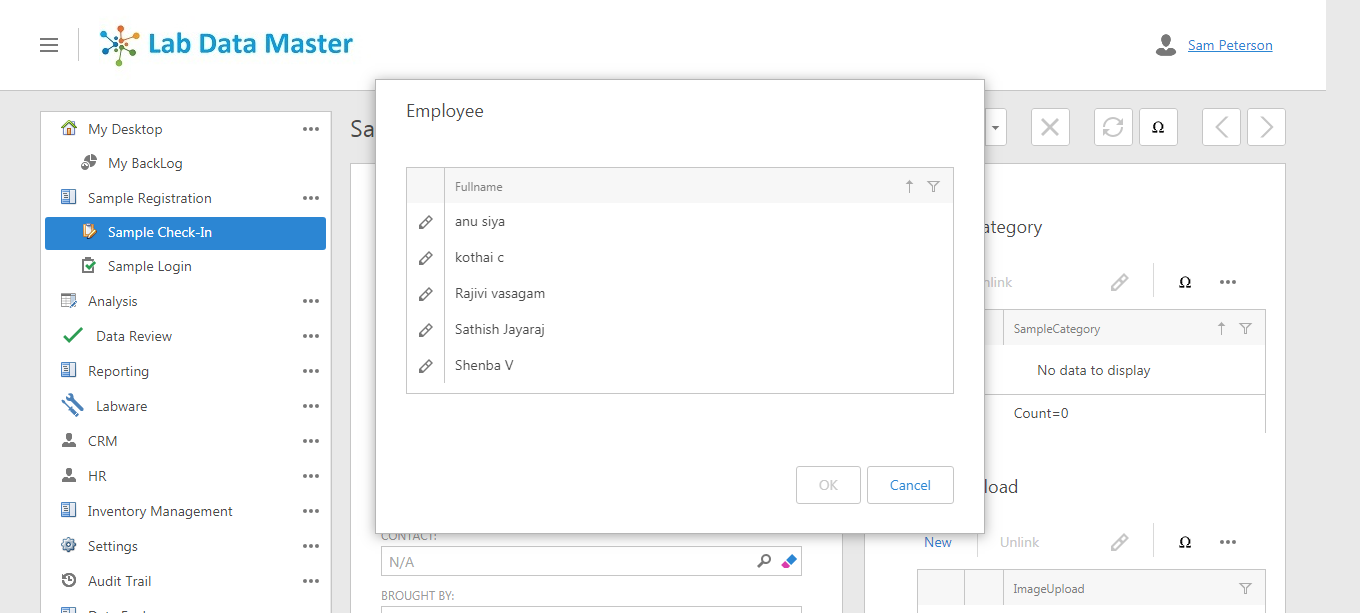 Lab Data Master
Sam Peterson
My Desktop
My BackLog
Sample Registration
Sample Check-In
Sample Login
Analysis
Data Review
Reporting
Labware
CRM
HR
Inventory Management
Settings
Audit Trail
Sa
Ω
Employee
Fullname
anu siya
kothai c
Rajivi vasagam
Sathish Jayaraj
Shenba V
OK
Cancel
CONTACT:
N/A
BROUGHT BY:
ategory
nlink
Ω
SampleCategory
No data to display
Count=0
load
New
Unlink
Ω
ImageUpload